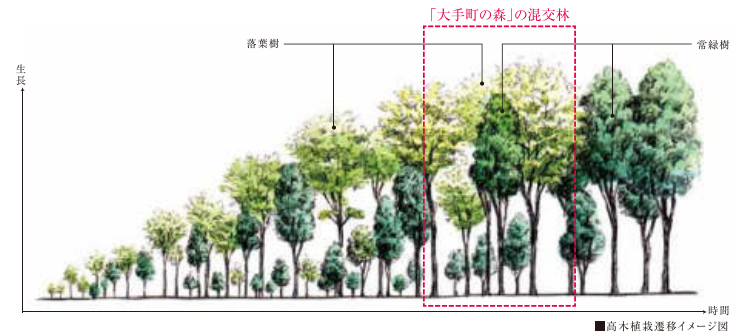 「大手町の森」の混交林
落葉樹
常緑樹
生長
時間
■高木植栽遷移イメージ図